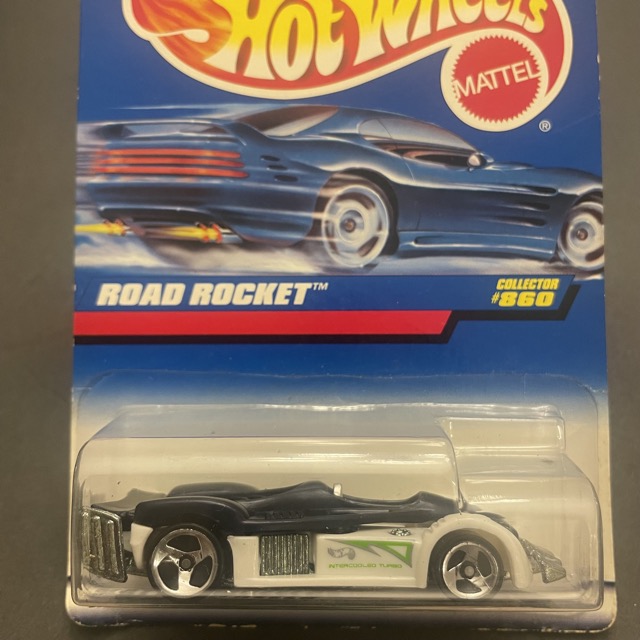 HOT WHEELS
MATTEL
®
ROAD ROCKET™
COLLECTOR
#860
INTERCOOLED TURBO